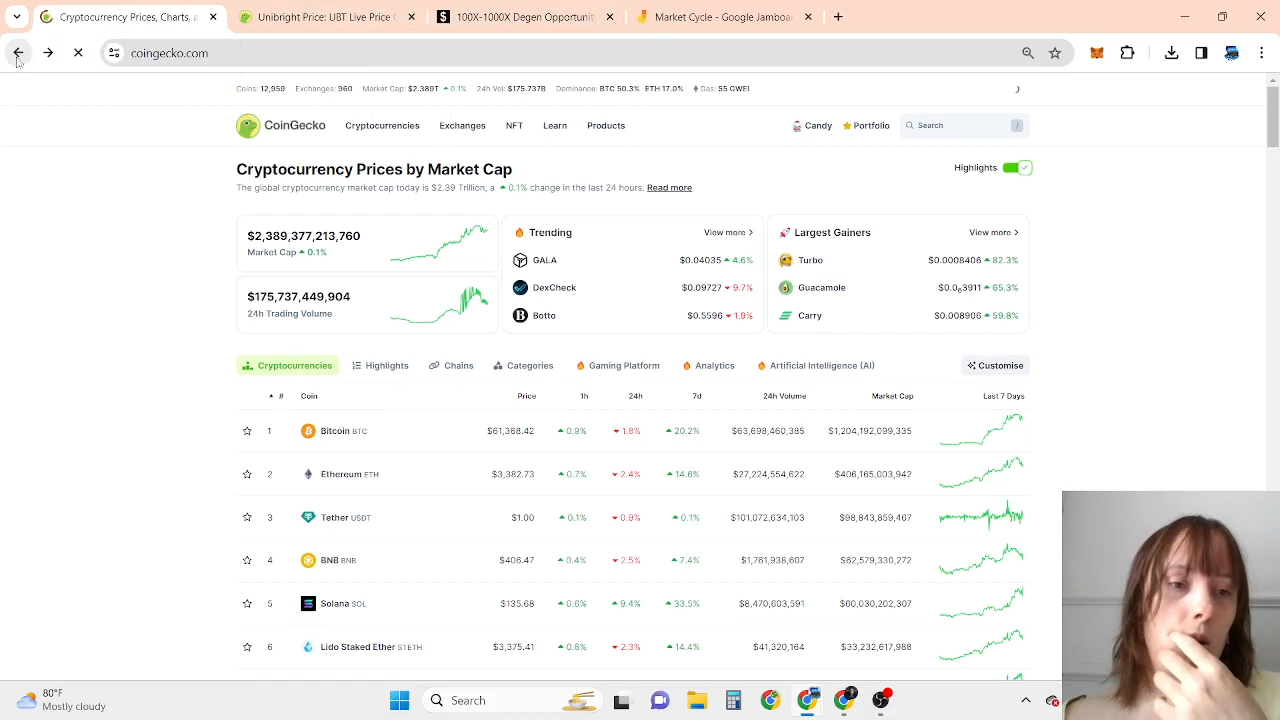 Crypto Prices, Charts, a
Unibright Price: UBT Live Price C
100X-1000X Degen Opportunity
Market Cycle - Google Jamboa
coingecko.com
Coins: 12,959 Exchanges: 960 Market Cap: $2.389T 0.1% 24h Vol: $175.737B Dominance: BTC 50.3% ETH 17.0% Gas: 55 GWEI
CoinGecko Cryptocurrencies Exchanges NFT Learn Products Candy Portfolio Search /
Cryptocurrency Prices by Market Cap
Highlights
The global cryptocurrency market cap today is $2.39 Trillion, a 0.1% change in the last 24 hours. Read more
$2,389,377,213,760
Market Cap 0.1%
$175,737,449,904
24h Trading Volume
Trending View more
GALA $0.04035 4.6%
DexCheck $0.09727 9.7%
Botto $0.5596 1.9%
Largest Gainers View more
Turbo $0.0008406 82.3%
Guacamole $0.0₆3911 65.3%
Carry $0.008906 59.8%
Cryptocurrencies Highlights Chains Categories Gaming Platform Analytics Artificial Intelligence (AI) Customise
# Coin Price 1h 24h 7d 24h Volume Market Cap Last 7 Days
1 Bitcoin BTC $61,368.42 0.9% 1.8% 20.2% $63,698,460,385 $1,204,192,099,335
2 Ethereum ETH $3,382.73 0.7% 2.4% 14.6% $27,224,554,622 $406,165,003,942
3 Tether USDT $1.00 0.1% 0.9% 0.1% $101,072,634,103 $98,843,859,467
4 BNB BNB $406.47 0.4% 2.5% 7.4% $1,761,938,607 $62,579,330,272
5 Solana SOL $135.68 0.6% 9.4% 33.5% $8,470,603,591 $60,030,202,307
6 Lido Staked Ether STETH $3,375.41 0.6% 2.3% 14.4% $41,320,164 $33,232,617,988
80°F
Mostly cloudy
Search